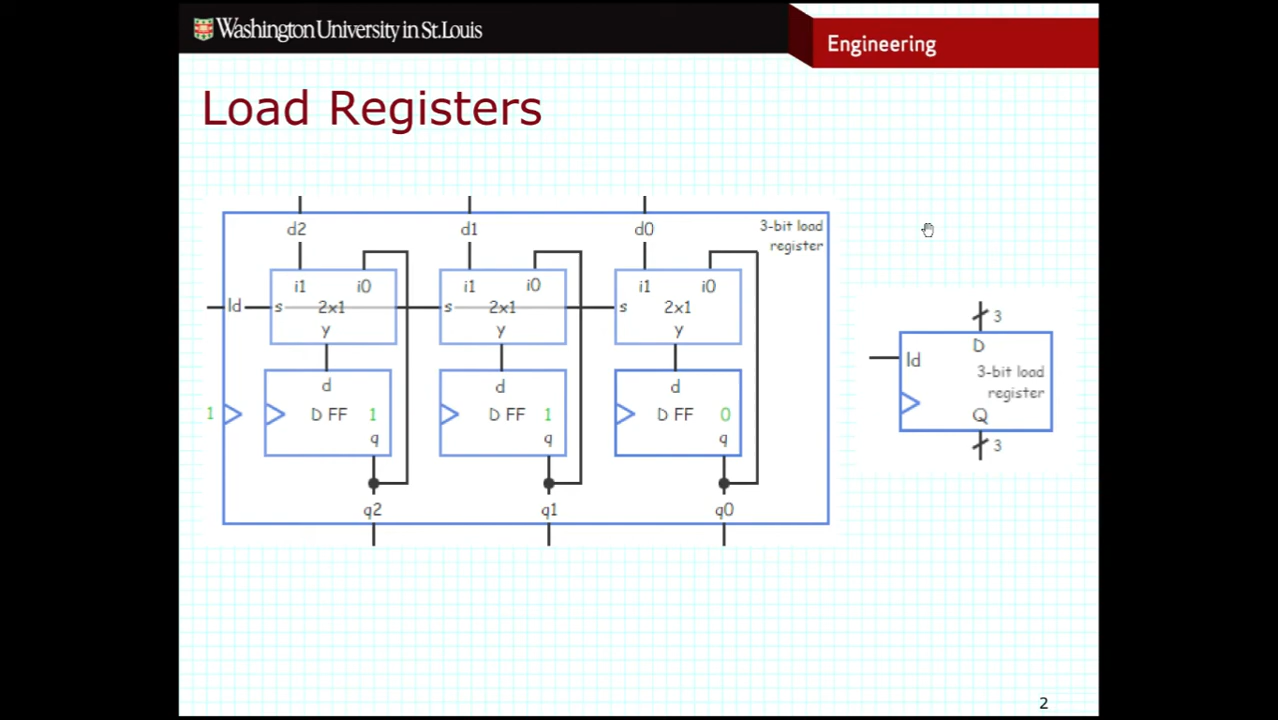 Washington University in St.Louis
Engineering
Load Registers
d2 d1 d0 3-bit load
register
i1 i0 i1 i0 i1 i0
ld s 2x1 s 2x1 s 2x1
y y y
d d d
1 D FF 1 D FF 1 D FF 0
q q q
q2 q1 q0
3
D
ld
3-bit load
register
Q
3
2